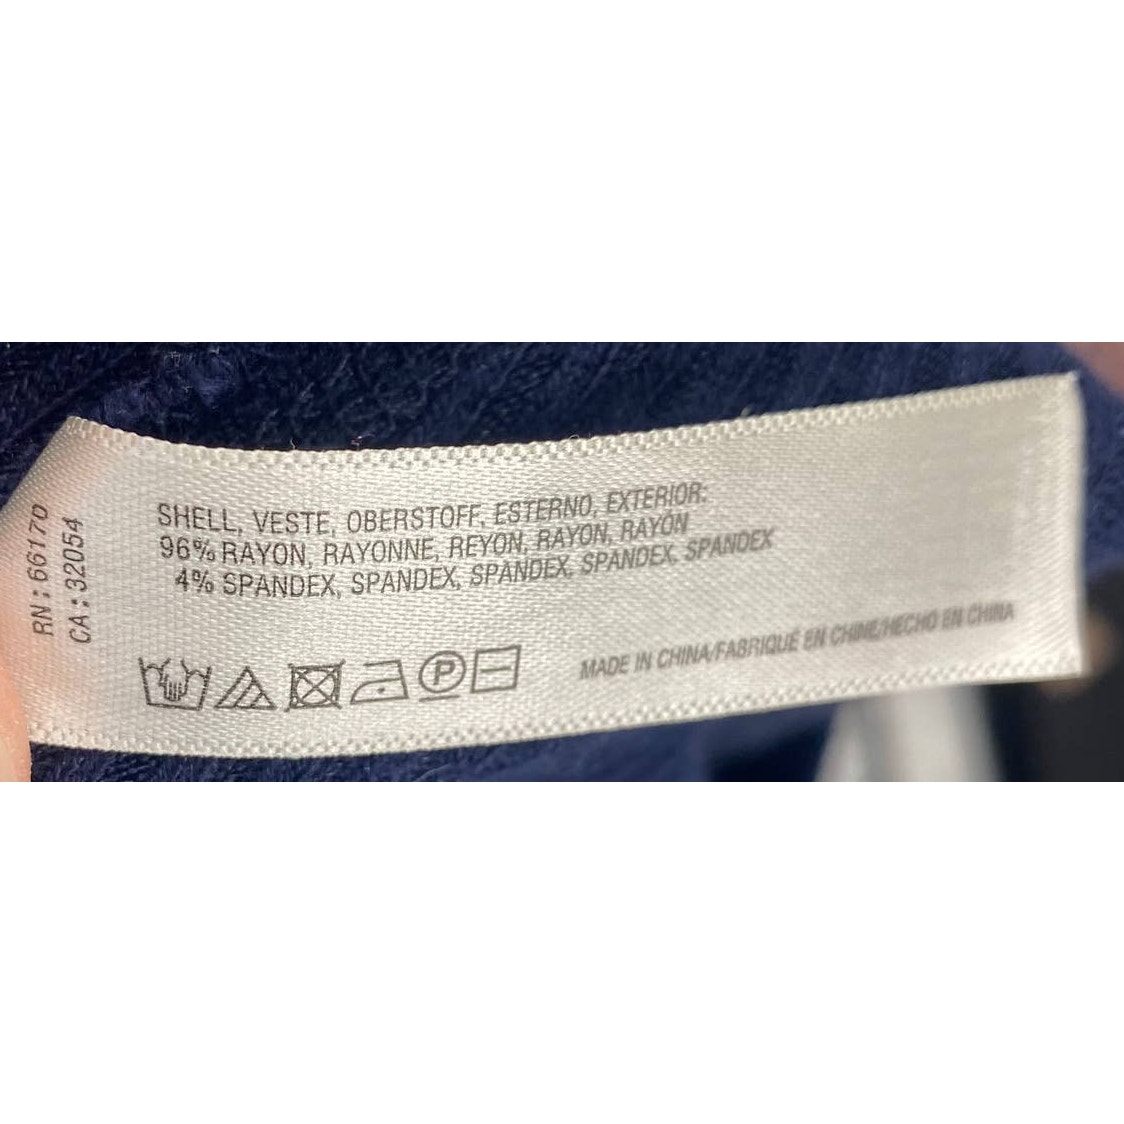 RN: 66170
CA: 32054
SHELL, VESTE, OBERSTOFF, ESTERNO, EXTERIOR:
96% RAYON, RAYONNE, REYON, RAYON, RAYÓN
4% SPANDEX, SPANDEX, SPANDEX, SPANDEX, SPANDEX
P
MADE IN CHINA/FABRIQUÉ EN CHINE/HECHO EN CHINA